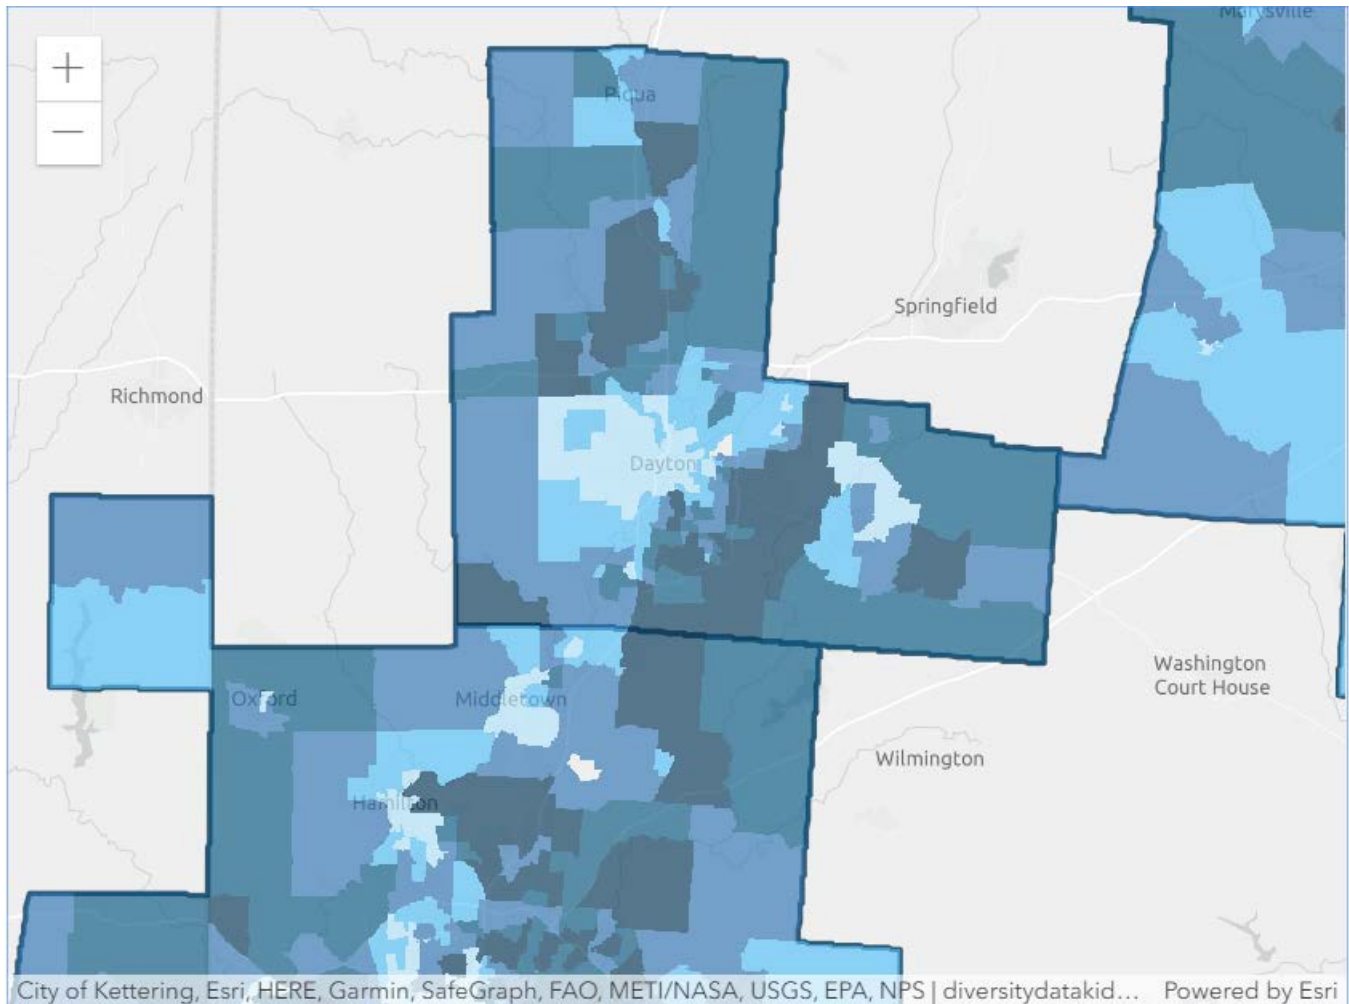 Marysville
+
Piqua
−
Springfield
Richmond
Dayton
Washington
Court House
Oxford
Middletown
Wilmington
Hamilton
City of Kettering, Esri, HERE, Garmin, SafeGraph, FAO, METI/NASA, USGS, EPA, NPS | diversitydatakid... Powered by Esri